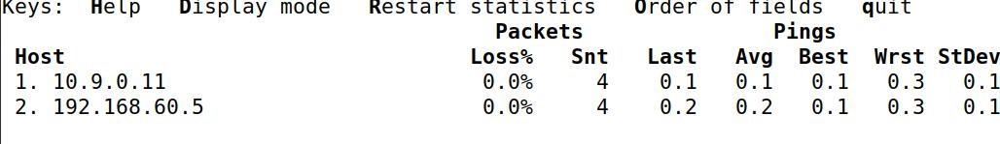 Keys:  Help   Display mode   Restart statistics   Order of fields   quit
                                       Packets               Pings
 Host                                Loss%   Snt   Last   Avg  Best  Wrst StDev
 1. 10.9.0.11                         0.0%     4    0.1   0.1   0.1   0.3   0.1
 2. 192.168.60.5                      0.0%     4    0.2   0.2   0.1   0.3   0.1